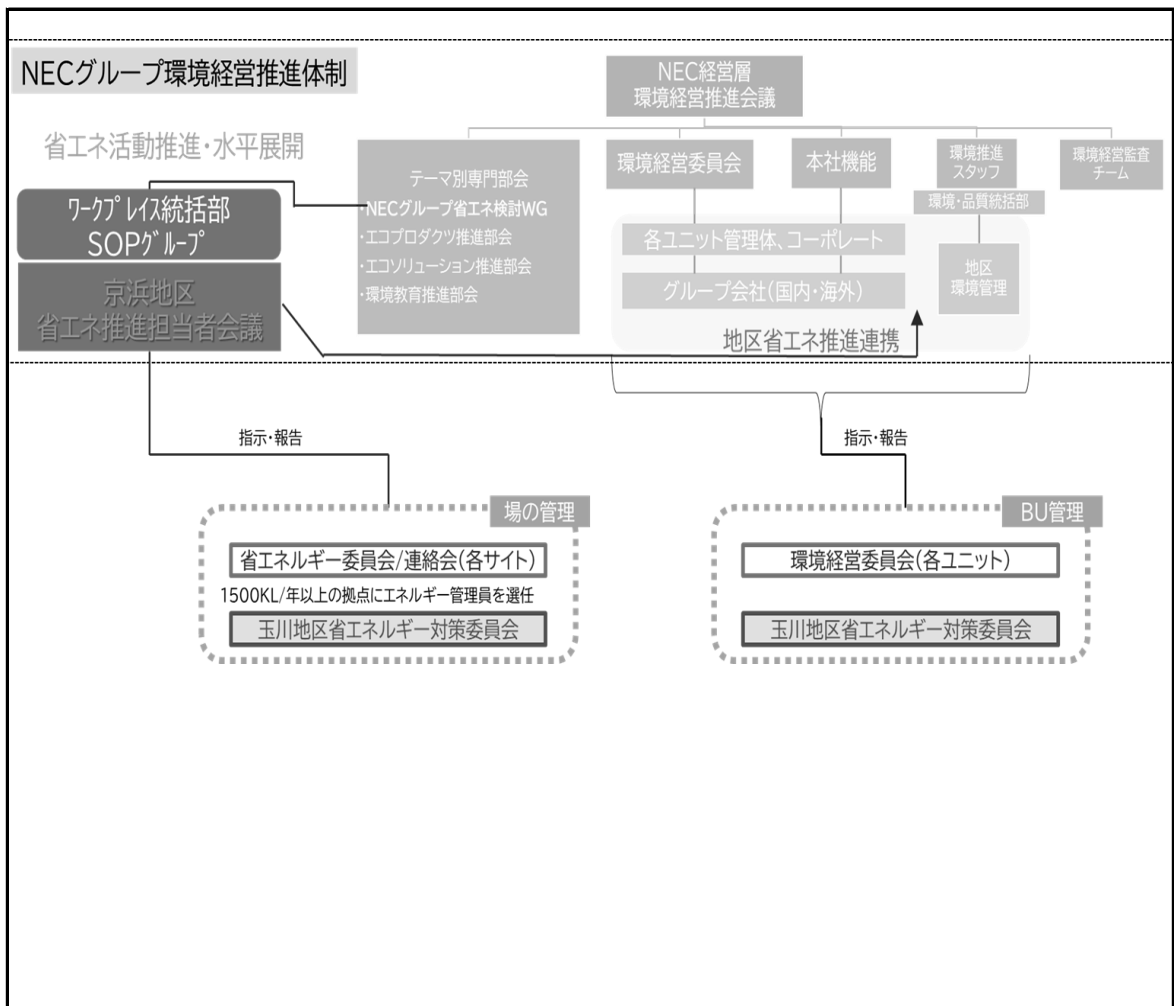 NECグループ環境経営推進体制
NEC経営層
環境経営推進会議
省エネ活動推進・水平展開
ワークプレイス統括部
SOPグループ
京浜地区
省エネ推進担当者会議
テーマ別専門部会
・NECグループ省エネ検討WG
・エコプロダクツ推進部会
・エコソリューション推進部会
・環境教育推進部会
環境経営委員会
本社機能
環境推進
スタッフ
環境経営監査
チーム
環境・品質統括部
各ユニット管理体、コーポレート
グループ会社(国内・海外)
地区
環境管理
地区省エネ推進連携
指示・報告
指示・報告
場の管理
省エネルギー委員会/連絡会(各サイト)
1500KL/年以上の拠点にエネルギー管理員を選任
玉川地区省エネルギー対策委員会
BU管理
環境経営委員会(各ユニット)
玉川地区省エネルギー対策委員会